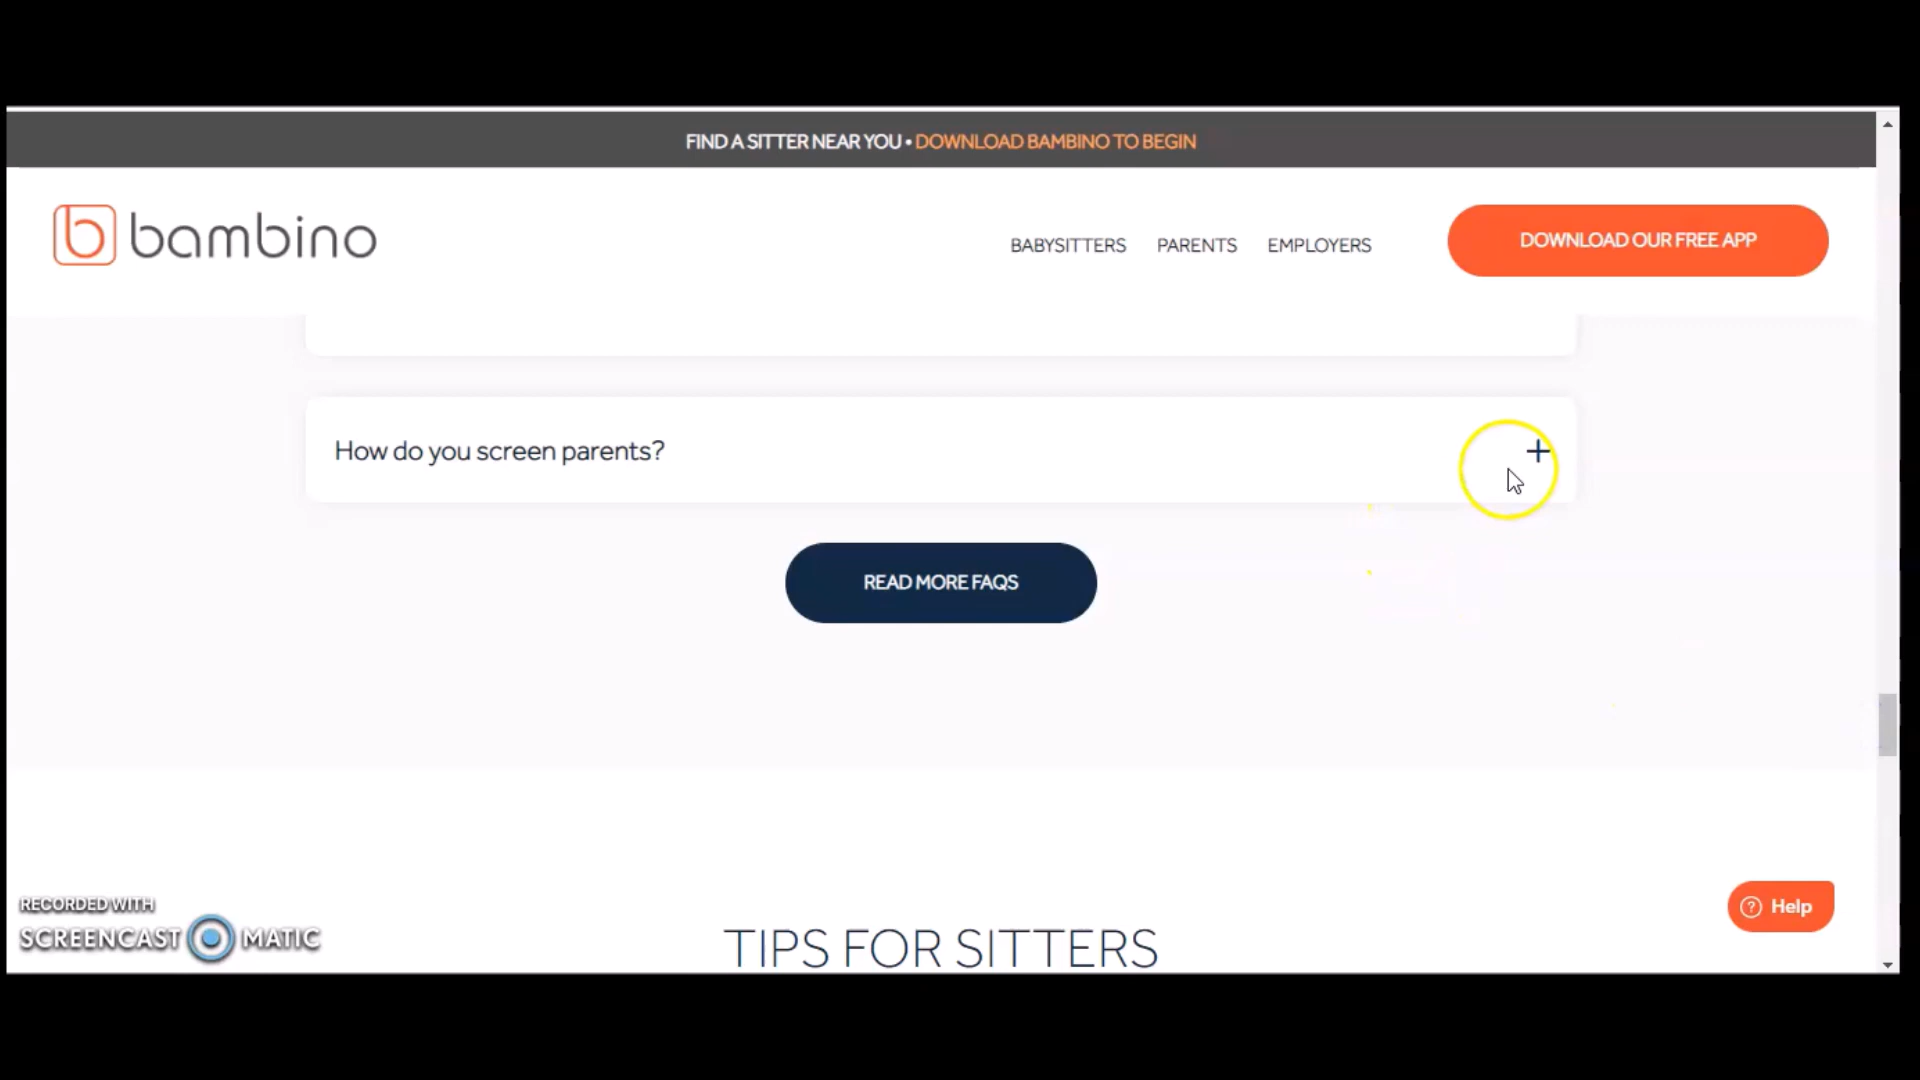 FIND A SITTER NEAR YOU • DOWNLOAD BAMBINO TO BEGIN
b bambino
BABYSITTERS PARENTS EMPLOYERS
DOWNLOAD OUR FREE APP
How do you screen parents? +
READ MORE FAQS
? Help
RECORDED WITH
SCREENCAST MATIC
TIPS FOR SITTERS